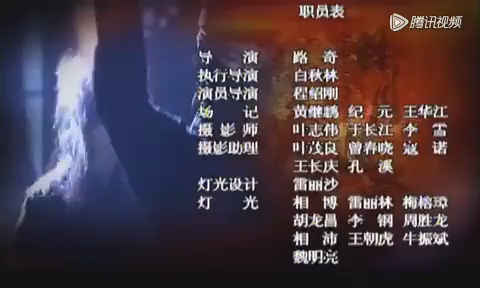 职员表
腾讯视频
导演 路奇
执行导演 白秋林
演员导演 程绍刚
场记 黄继鹏 纪元 王华江
摄影师 叶志伟 于长江 李雪
摄影助理 叶茂良 曾春晓 寇诺
王长庆 孔溪
灯光设计 雷丽沙
灯光 相博 雷丽林 梅榕璋
胡龙昌 李钢 周胜龙
相沛 王朝虎 牛振斌
魏明亮